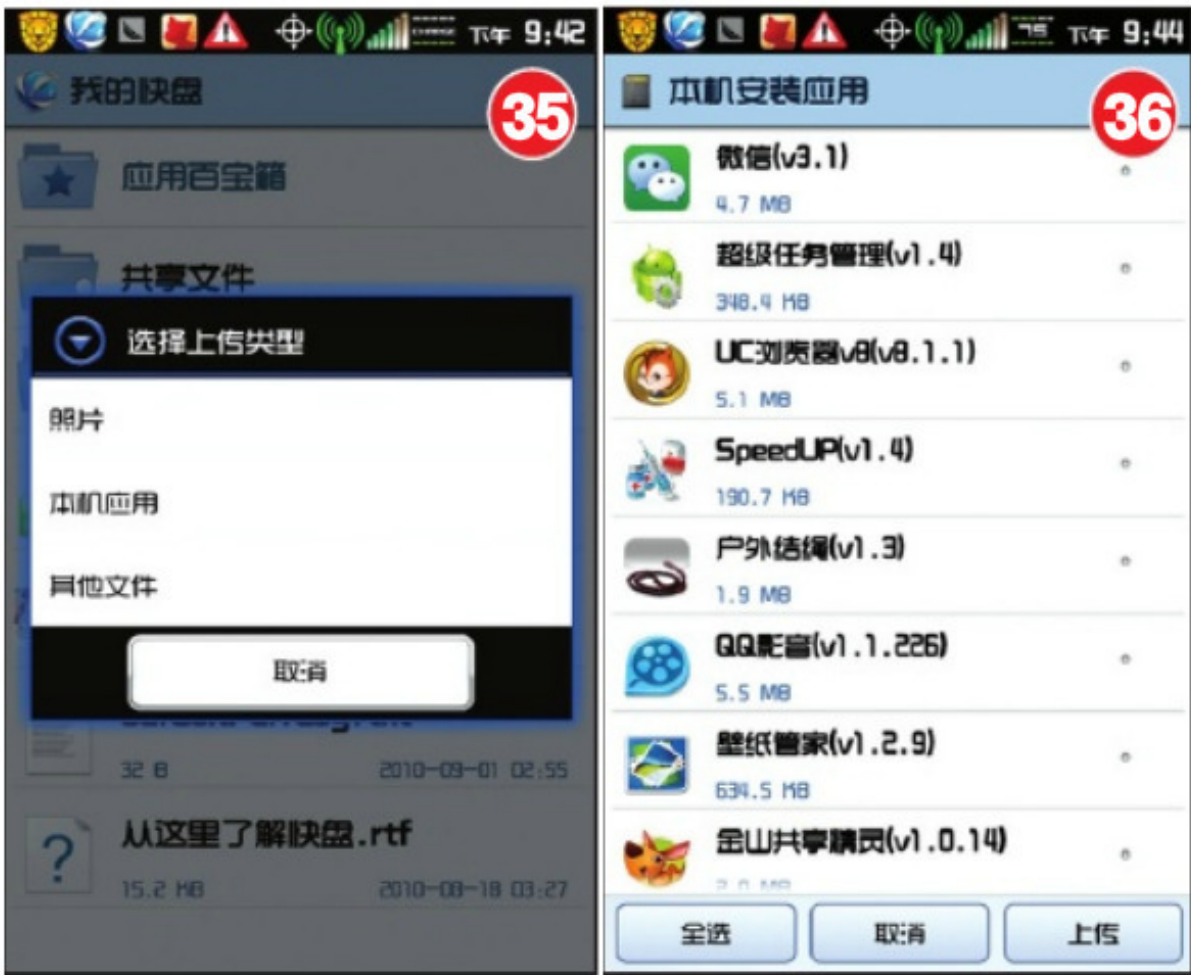 下午 9:42
我的快盘
35
应用百宝箱
共享文件
选择上传类型
照片
本机应用
其他文件
取消
32 B 2010-09-01 02:55
从这里了解快盘.rtf
15.2 KB 2010-08-18 03:27
75 下午 9:44
本机安装应用
36
微信(v3.1)
4.7 MB
超级任务管理(v1.4)
348.4 KB
UC浏览器v8(v8.1.1)
5.1 MB
SpeedUP(v1.4)
190.7 KB
户外结绳(v1.3)
1.9 MB
QQ影音(v1.1.226)
5.5 MB
壁纸管家(v1.2.9)
634.5 KB
金山共享精灵(v1.0.14)
2.0 MB
全选 取消 上传